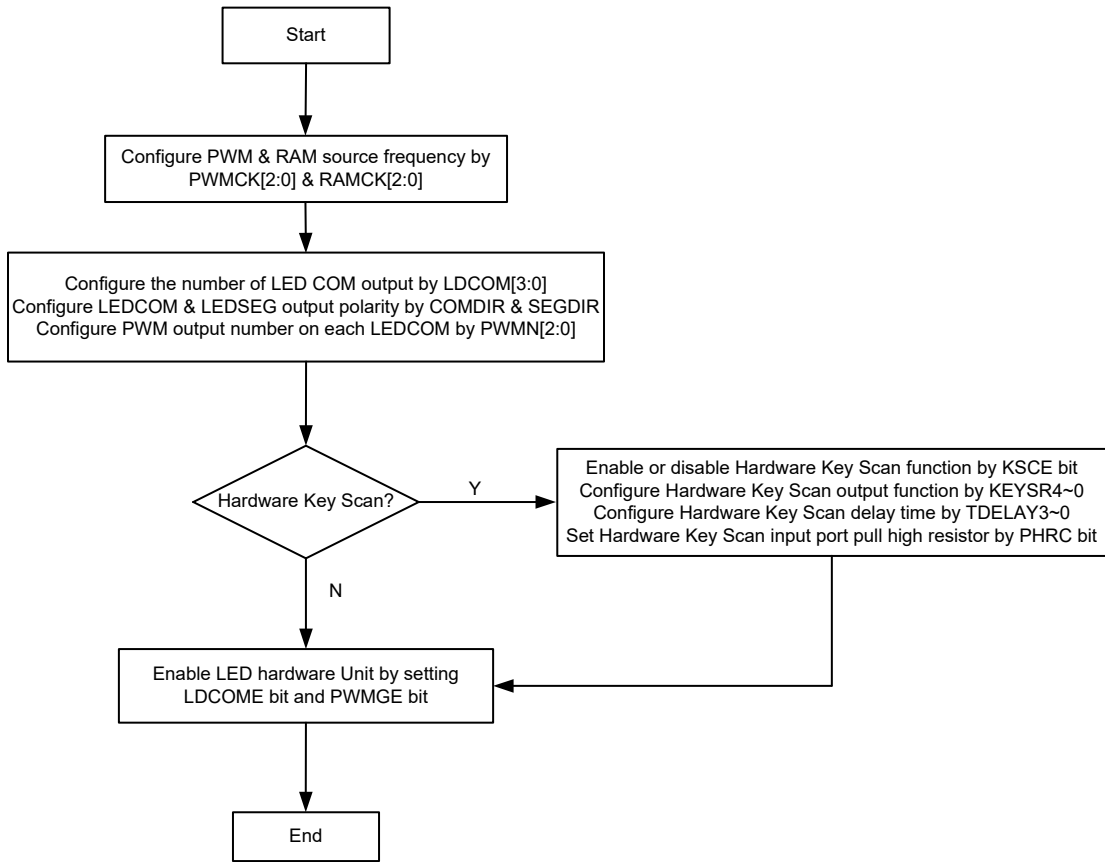 Start
Configure PWM & RAM source frequency by
PWMCK[2:0] & RAMCK[2:0]
Configure the number of LED COM output by LDCOM[3:0]
Configure LEDCOM & LEDSEG output polarity by COMDIR & SEGDIR
Configure PWM output number on each LEDCOM by PWMN[2:0]
Hardware Key Scan?
Y
Enable or disable Hardware Key Scan function by KSCE bit
Configure Hardware Key Scan output function by KEYSR4~0
Configure Hardware Key Scan delay time by TDELAY3~0
Set Hardware Key Scan input port pull high resistor by PHRC bit
N
Enable LED hardware Unit by setting
LDCOME bit and PWMGE bit
End